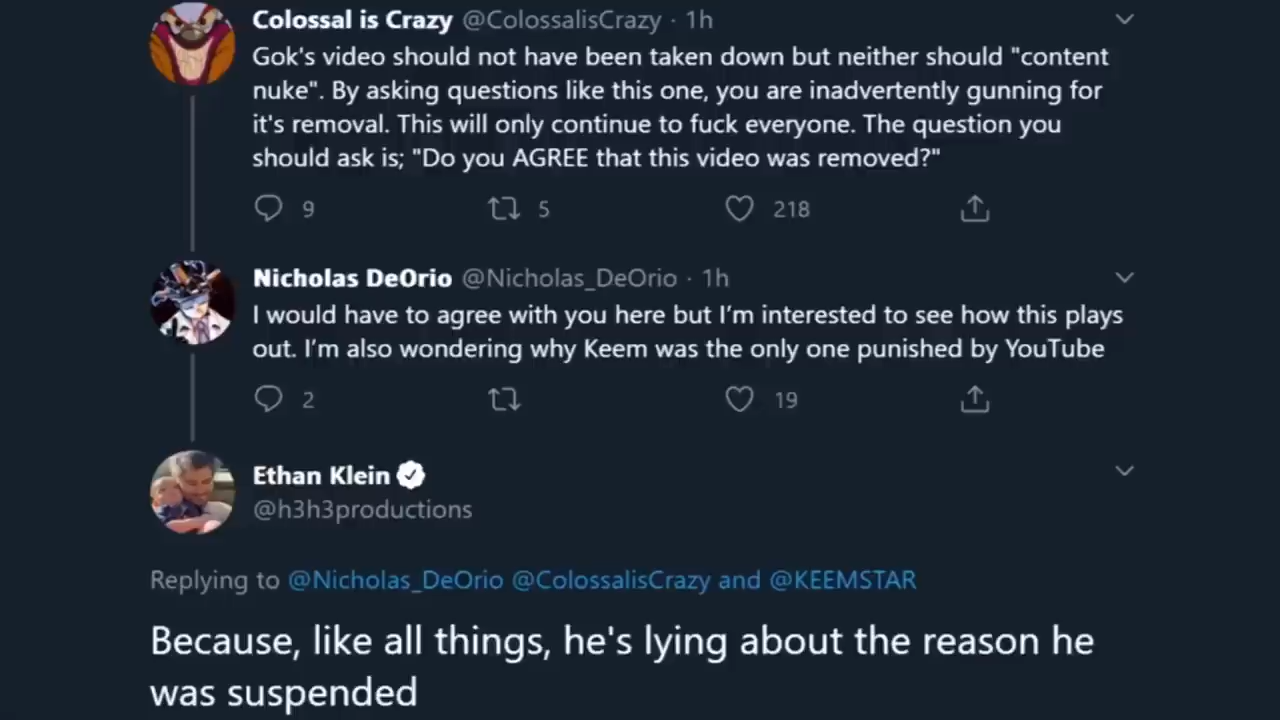 Colossal is Crazy @ColossalisCrazy · 1h
Gok's video should not have been taken down but neither should "content
nuke". By asking questions like this one, you are inadvertently gunning for
it's removal. This will only continue to fuck everyone. The question you
should ask is; "Do you AGREE that this video was removed?"
9 5 218
Nicholas DeOrio @Nicholas_DeOrio · 1h
I would have to agree with you here but I’m interested to see how this plays
out. I’m also wondering why Keem was the only one punished by YouTube
2 19
Ethan Klein
@h3h3productions
Replying to @Nicholas_DeOrio @ColossalisCrazy and @KEEMSTAR
Because, like all things, he's lying about the reason he
was suspended